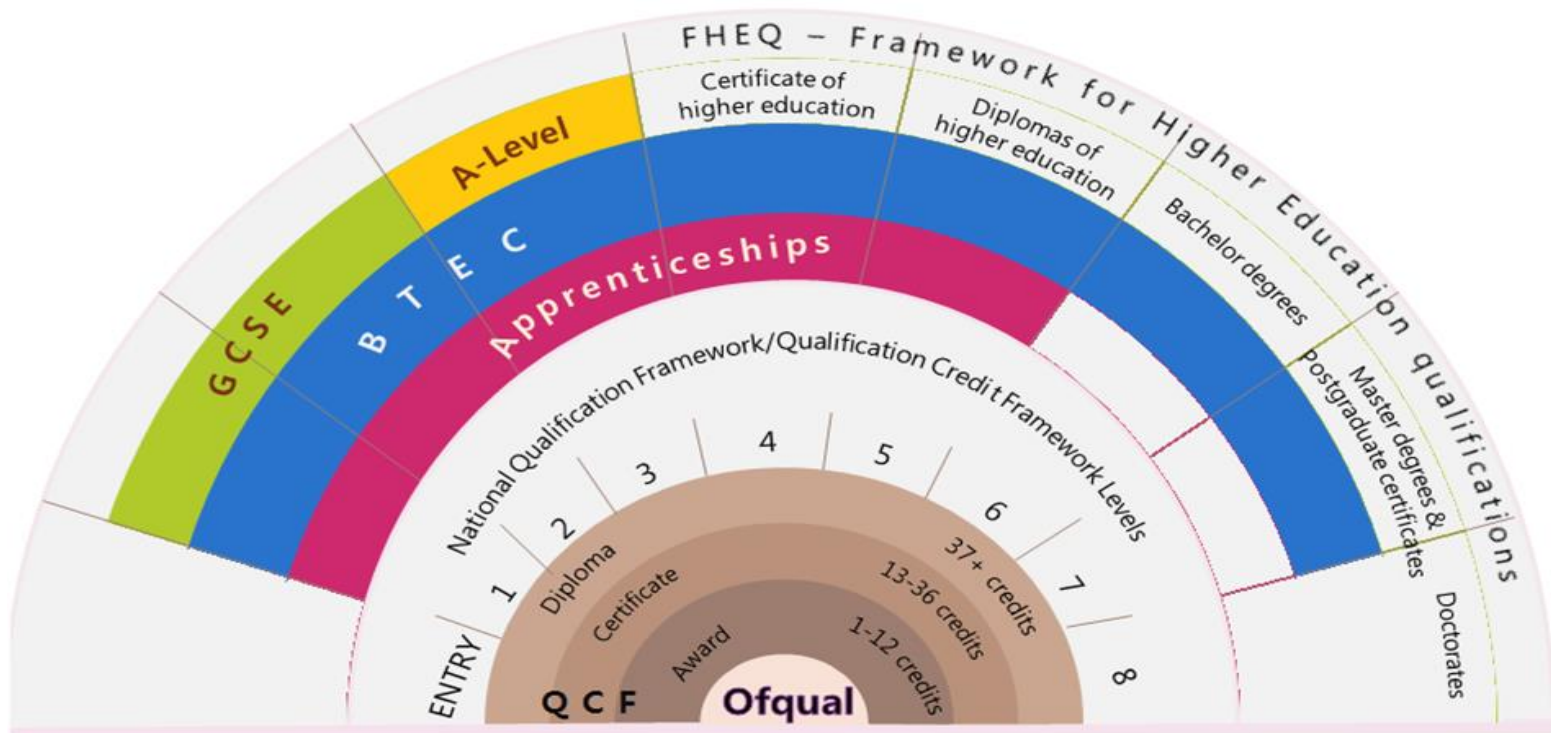 FHEQ – Framework for Higher Education qualifications
Certificate of
higher education
Diplomas of
higher education
Bachelor degrees
Master degrees &
Postgraduate certificates
Doctorates
A-Level
GCSE
BTEC
Apprenticeships
National Qualification Framework/Qualification Credit Framework Levels
ENTRY
1
2
3
4
5
6
7
8
Diploma
37+ credits
Certificate
13-36 credits
Award
1-12 credits
QCF
Ofqual